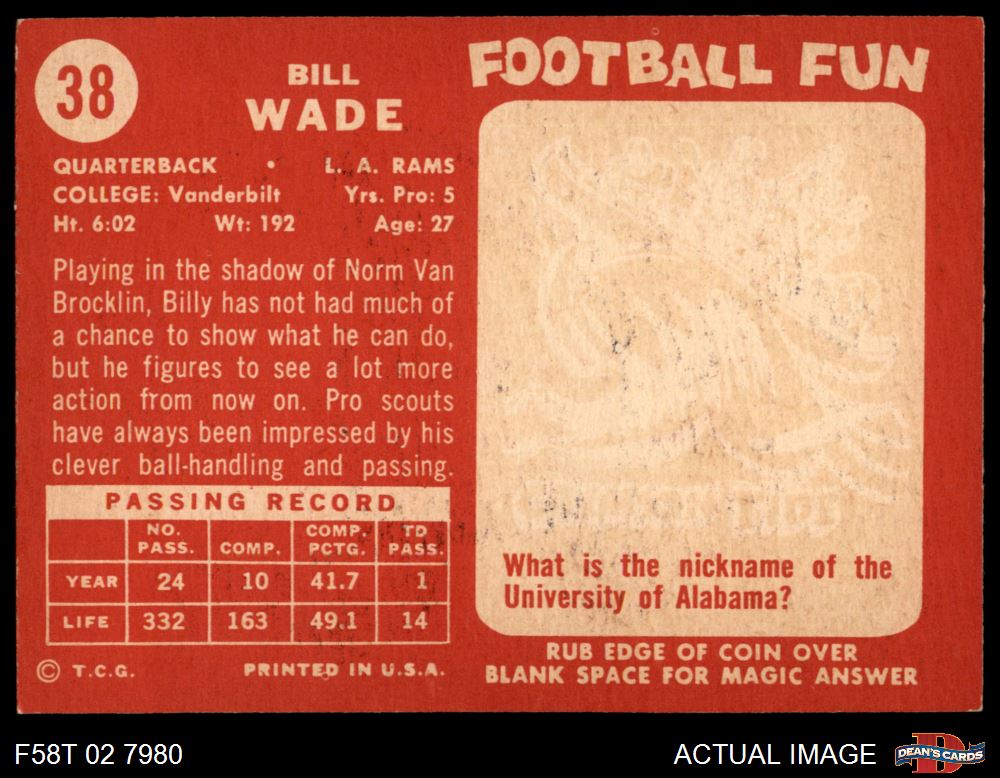 38
BILL
WADE
QUARTERBACK • L. A. RAMS
COLLEGE: Vanderbilt Yrs. Pro: 5
Ht. 6:02 Wt: 192 Age: 27
Playing in the shadow of Norm Van
Brocklin, Billy has not had much of
a chance to show what he can do,
but he figures to see a lot more
action from now on. Pro scouts
have always been impressed by his
clever ball-handling and passing.
PASSING RECORD
NO. PASS. COMP. COMP. PCTG. TD PASS.
YEAR 24 10 41.7 1
LIFE 332 163 49.1 14
© T.C.G. PRINTED IN U.S.A.
FOOTBALL FUN
What is the nickname of the
University of Alabama?
RUB EDGE OF COIN OVER
BLANK SPACE FOR MAGIC ANSWER
F58T 02 7980 ACTUAL IMAGE DEAN'S CARDS